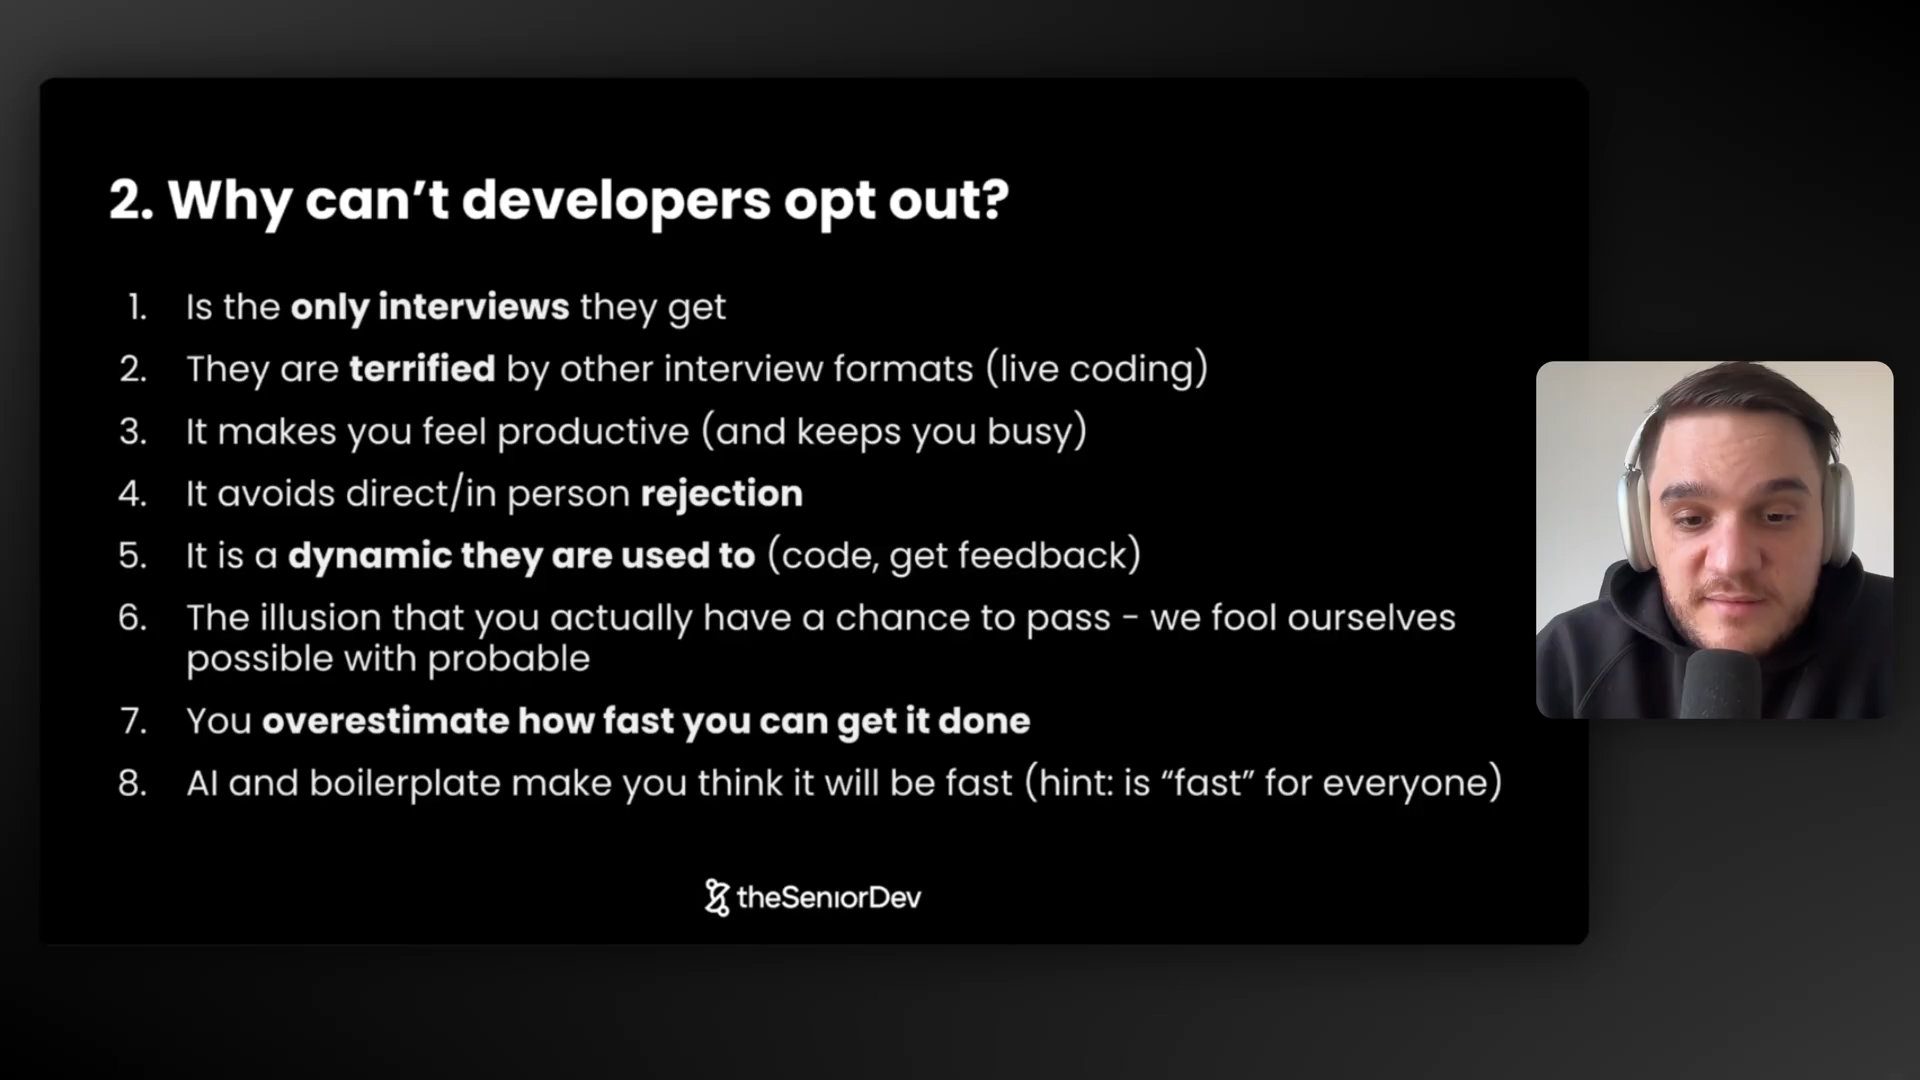 2. Why can’t developers opt out?
1. Is the only interviews they get
2. They are terrified by other interview formats (live coding)
3. It makes you feel productive (and keeps you busy)
4. It avoids direct/in person rejection
5. It is a dynamic they are used to (code, get feedback)
6. The illusion that you actually have a chance to pass - we fool ourselves
possible with probable
7. You overestimate how fast you can get it done
8. AI and boilerplate make you think it will be fast (hint: is “fast” for everyone)
theSeniorDev